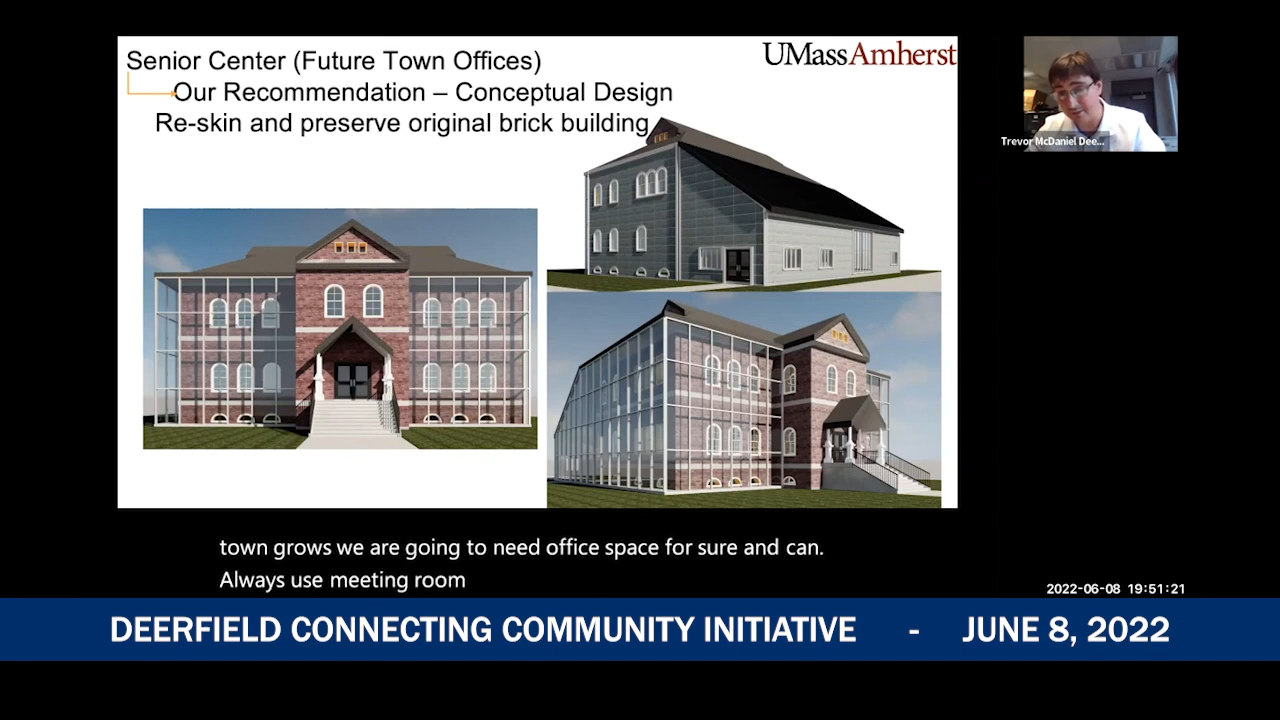 Senior Center (Future Town Offices)
Our Recommendation – Conceptual Design
Re-skin and preserve original brick building
UMassAmherst
Trevor McDaniel Dee...
town grows we are going to need office space for sure and can.
Always use meeting room
2022-06-08 19:51:21
DEERFIELD CONNECTING COMMUNITY INITIATIVE - JUNE 8, 2022